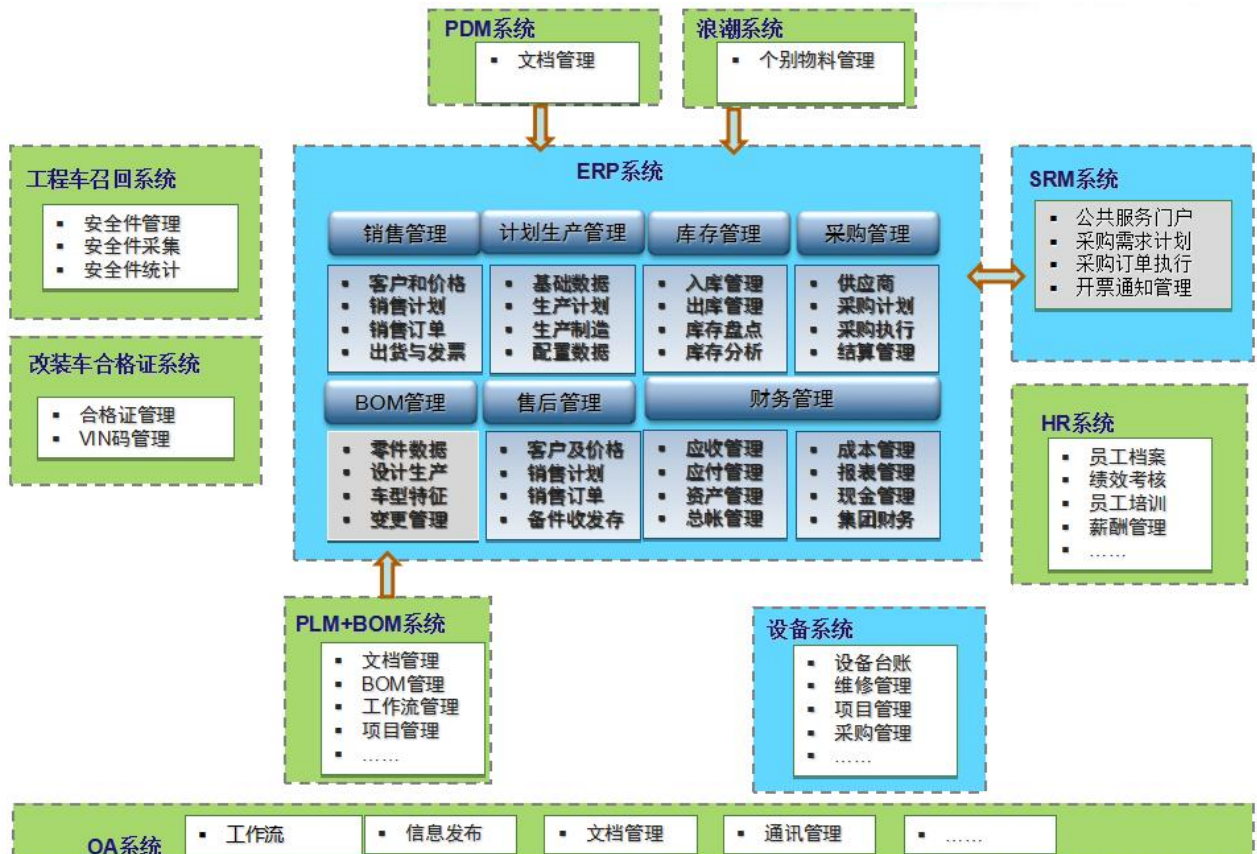 PDM系统
▪ 文档管理
浪潮系统
▪ 个别物料管理
工程车召回系统
▪ 安全件管理
▪ 安全件采集
▪ 安全件统计
改装车合格证系统
▪ 合格证管理
▪ VIN码管理
ERP系统
销售管理
▪ 客户和价格
▪ 销售计划
▪ 销售订单
▪ 出货与发票
计划生产管理
▪ 基础数据
▪ 生产计划
▪ 生产制造
▪ 配置数据
库存管理
▪ 入库管理
▪ 出库管理
▪ 库存盘点
▪ 库存分析
采购管理
▪ 供应商
▪ 采购计划
▪ 采购执行
▪ 结算管理
BOM管理
▪ 零件数据
▪ 设计生产
▪ 车型特征
▪ 变更管理
售后管理
▪ 客户及价格
▪ 销售计划
▪ 销售订单
▪ 备件收发存
财务管理
▪ 应收管理
▪ 应付管理
▪ 资产管理
▪ 总帐管理
▪ 成本管理
▪ 报表管理
▪ 现金管理
▪ 集团财务
SRM系统
▪ 公共服务门户
▪ 采购需求计划
▪ 采购订单执行
▪ 开票通知管理
HR系统
▪ 员工档案
▪ 绩效考核
▪ 员工培训
▪ 薪酬管理
▪ ……
PLM+BOM系统
▪ 文档管理
▪ BOM管理
▪ 工作流管理
▪ 项目管理
▪ ……
设备系统
▪ 设备台账
▪ 维修管理
▪ 项目管理
▪ 采购管理
▪ ……
OA系统
▪ 工作流
▪ 信息发布
▪ 文档管理
▪ 通讯管理
▪ ……